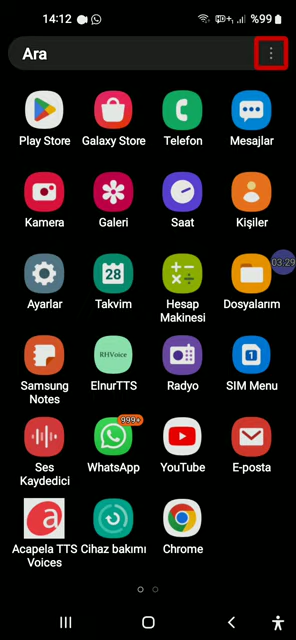 14:12
%99
Ara
Play Store
Galaxy Store
Telefon
Mesajlar
Kamera
Galeri
Saat
Kişiler
03:29
28
Ayarlar
Takvim
Hesap
Makinesi
Dosyalarım
RHVoice
1
Samsung
Notes
ElnurTTS
Radyo
SIM Menu
999+
Ses
Kaydedici
WhatsApp
YouTube
E-posta
a
Acapela TTS
Voices
Cihaz bakımı
Chrome